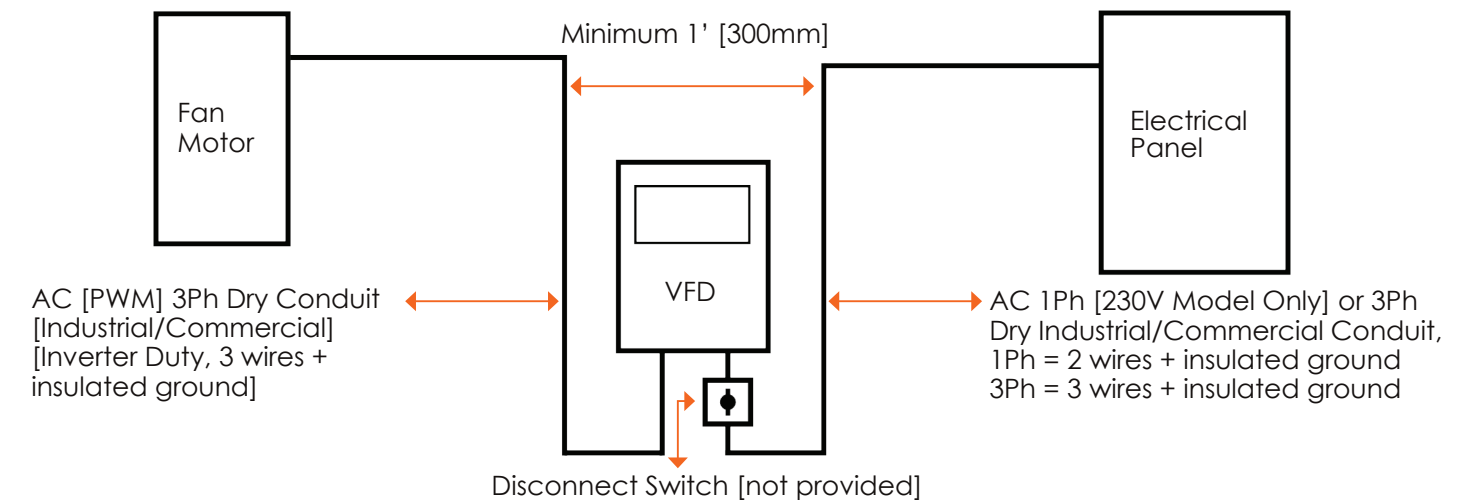 Minimum 1’ [300mm]
Fan
Motor
Electrical
Panel
VFD
AC [PWM] 3Ph Dry Conduit
[Industrial/Commercial]
[Inverter Duty, 3 wires +
insulated ground]
AC 1Ph [230V Model Only] or 3Ph
Dry Industrial/Commercial Conduit,
1Ph = 2 wires + insulated ground
3Ph = 3 wires + insulated ground
Disconnect Switch [not provided]